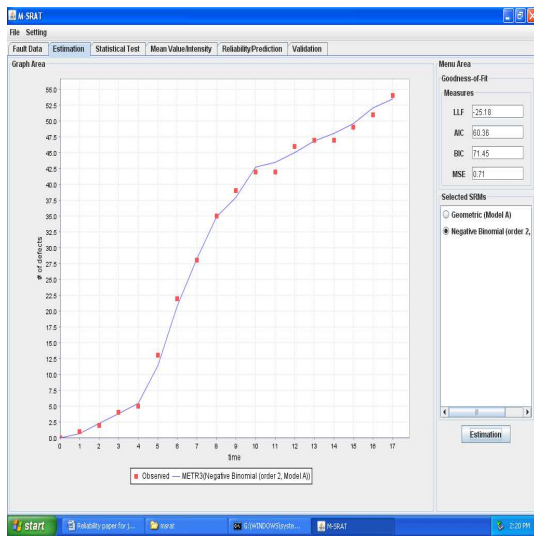 M-SRAT
File Setting
Fault Data Estimation Statistical Test Mean Value/Intensity Reliability/Prediction Validation
Graph Area
Menu Area
Goodness-of-Fit
Measures
LLF -25.18
AIC 60.36
BIC 71.45
MSE 0.71
Selected SRMs
Geometric (Model A)
Negative Binomial (order 2,
Estimation
# of defects
55.0
52.5
50.0
47.5
45.0
42.5
40.0
37.5
35.0
32.5
30.0
27.5
25.0
22.5
20.0
17.5
15.0
12.5
10.0
7.5
5.0
2.5
0.0
0 1 2 3 4 5 6 7 8 9 10 11 12 13 14 15 16 17
time
Observed — METR3(Negative Binomial (order 2, Model A))
start Reliability paper for j... msrat G:\WINDOWS\syste... M-SRAT 2:20 PM